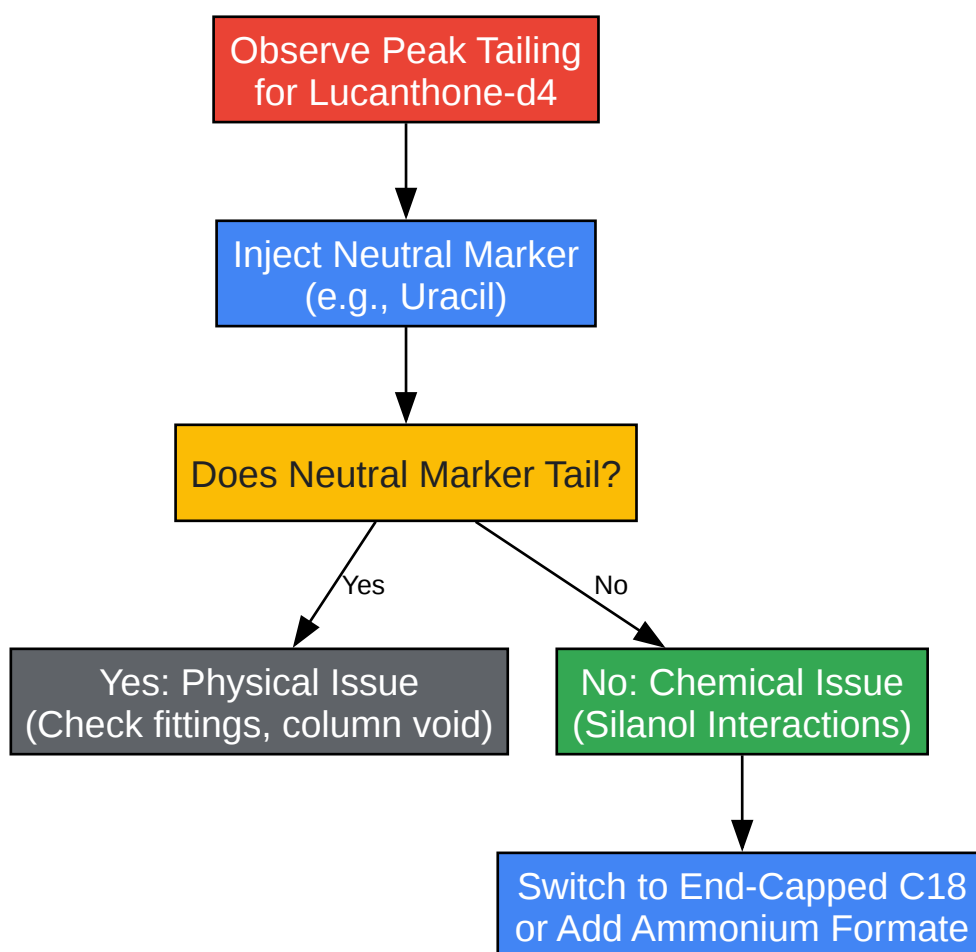 Observe Peak Tailing
for Lucanthone-d4
Inject Neutral Marker
(e.g., Uracil)
Does Neutral Marker Tail?
Yes
No
Yes: Physical Issue
(Check fittings, column void)
No: Chemical Issue
(Silanol Interactions)
Switch to End-Capped C18
or Add Ammonium Formate